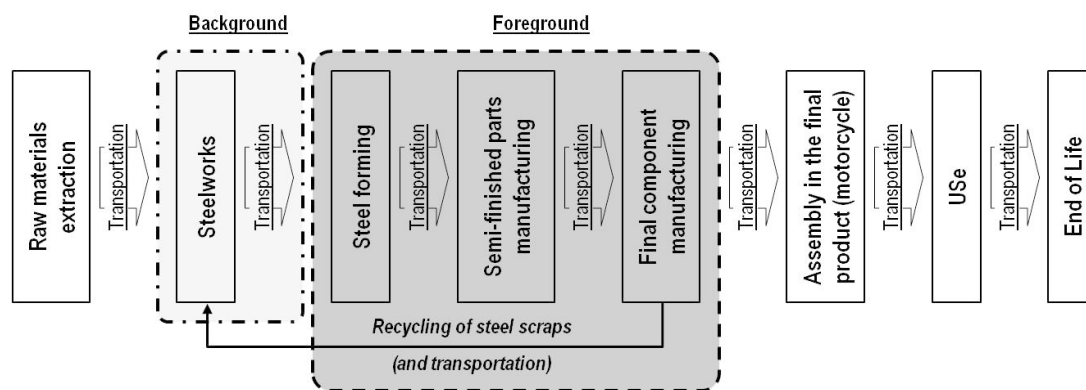 Background
Foreground
Raw materials
extraction
Transportation
Steelworks
Transportation
Steel forming
Transportation
Semi-finished parts
manufacturing
Transportation
Final component
manufacturing
Transportation
Assembly in the final
product (motorcycle)
Transportation
USe
Transportation
End of Life
Recycling of steel scraps
(and transportation)